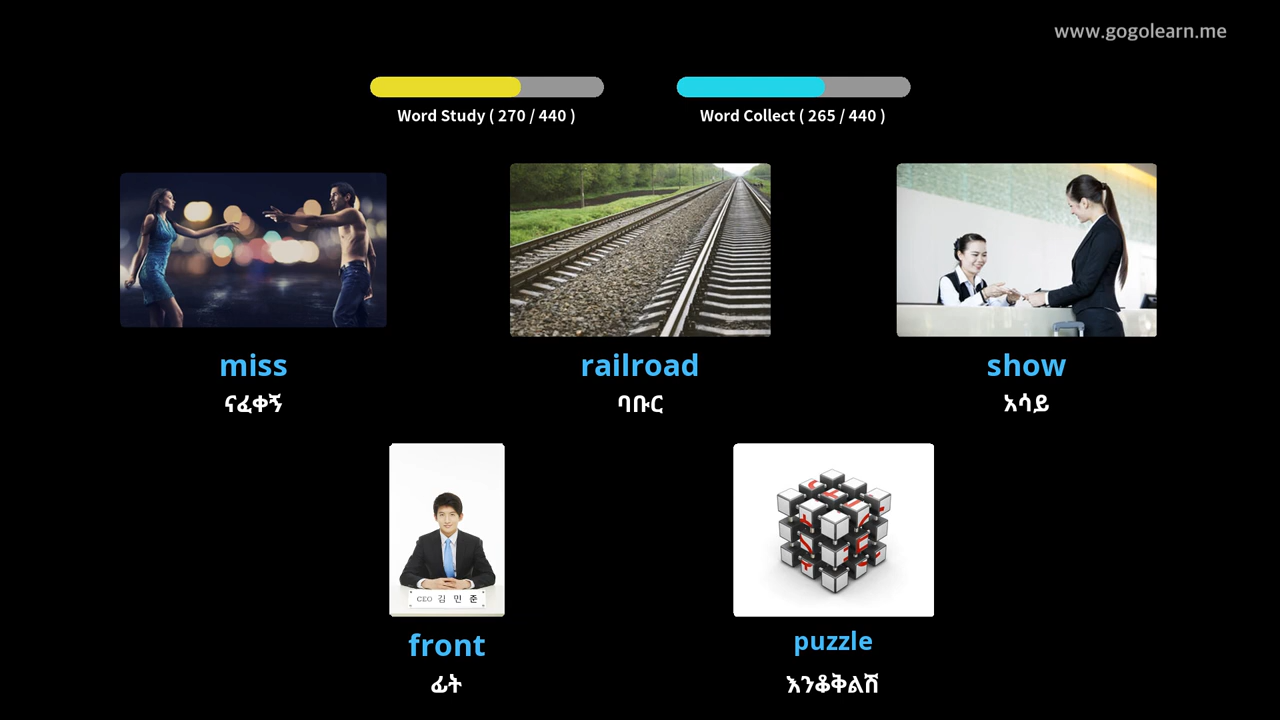 www.gogolearn.me
Word Study ( 270 / 440 )
Word Collect ( 265 / 440 )
miss
ናፈቀኝ
railroad
ባቡር
show
አሳይ
CEO 김 민 준
front
ፊት
puzzle
እንቆቅልሽ